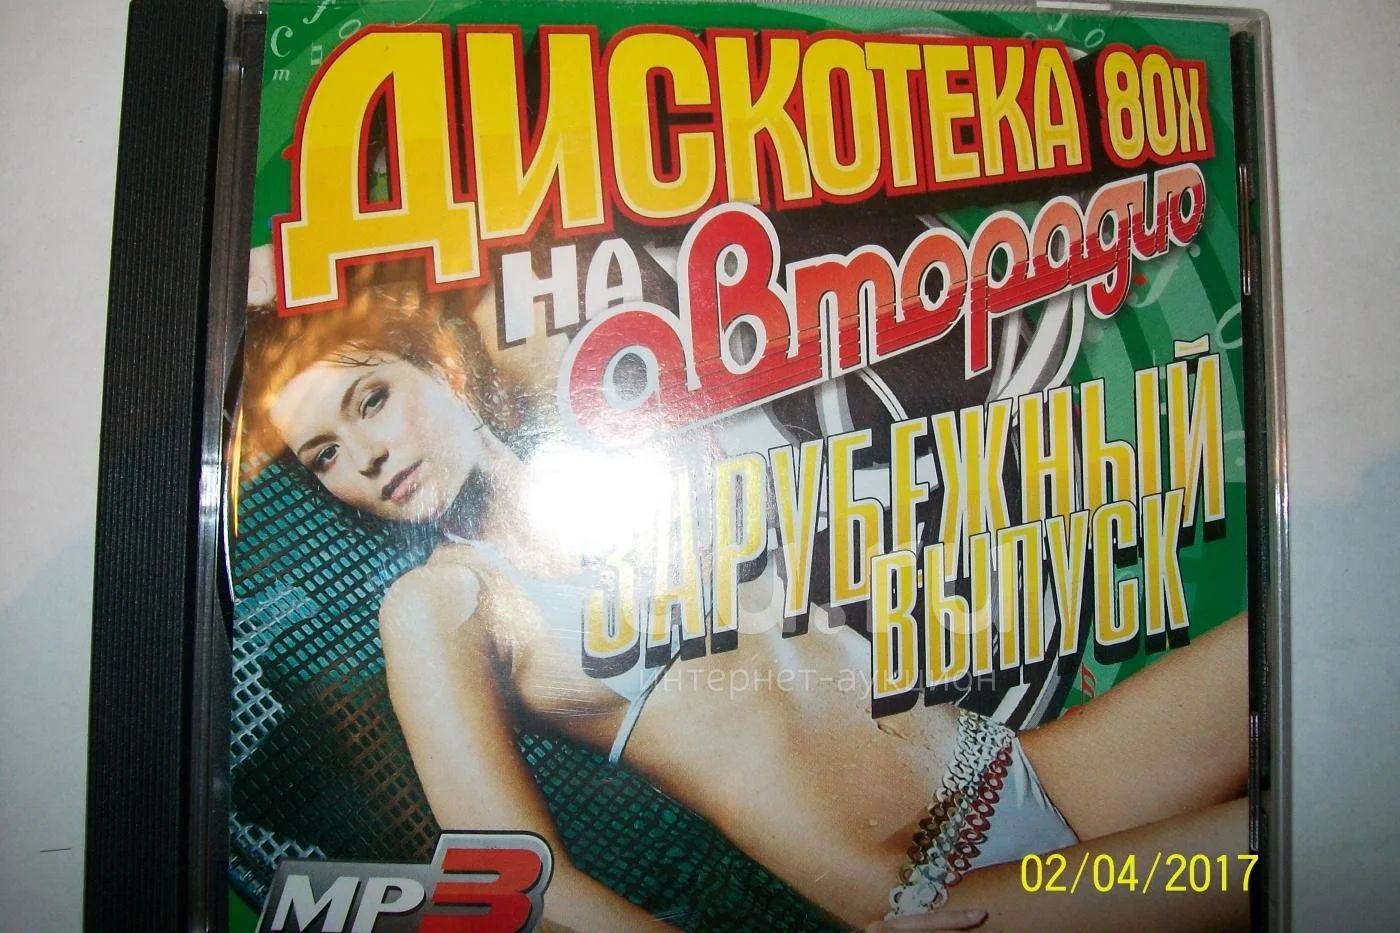 ДИСКОТЕКА 80Х
НА
авторадио
ЗАРУБЕЖНЫЙ
ВЫПУСК
интернет-аукцион
MP3
02/04/2017